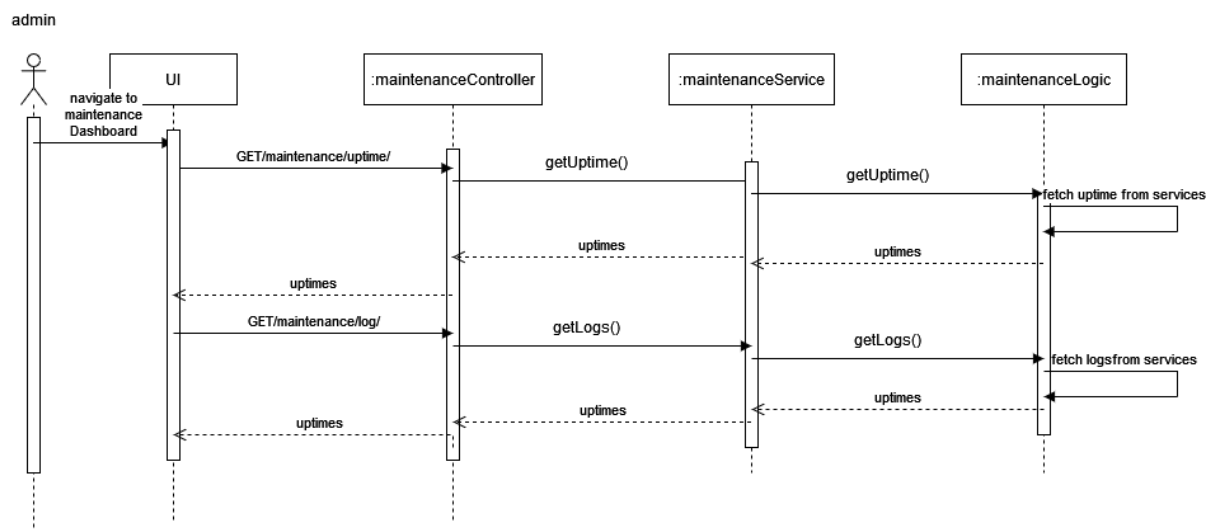 admin
UI
:maintenanceController
:maintenanceService
:maintenanceLogic
navigate to
maintenance
Dashboard
GET/maintenance/uptime/
getUptime()
getUptime()
fetch uptime from services
uptimes
uptimes
uptimes
GET/maintenance/log/
getLogs()
getLogs()
fetch logsfrom services
uptimes
uptimes
uptimes